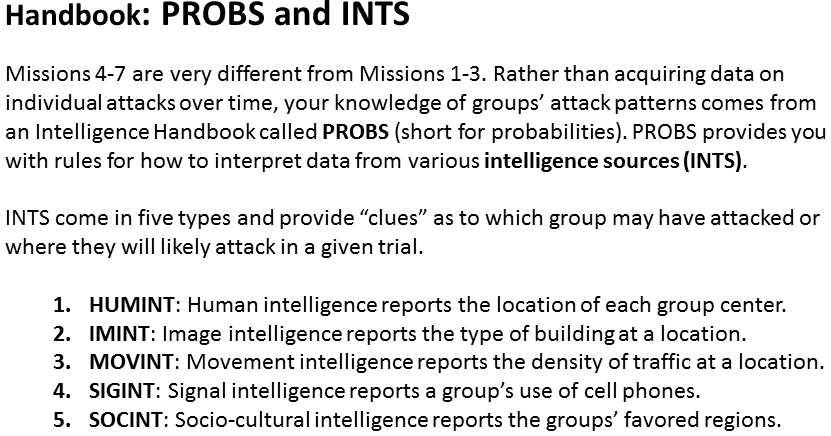 Handbook: PROBS and INTS
Missions 4-7 are very different from Missions 1-3. Rather than acquiring data on
individual attacks over time, your knowledge of groups’ attack patterns comes from
an Intelligence Handbook called PROBS (short for probabilities). PROBS provides you
with rules for how to interpret data from various intelligence sources (INTS).
INTS come in five types and provide “clues” as to which group may have attacked or
where they will likely attack in a given trial.
1. HUMINT: Human intelligence reports the location of each group center.
2. IMINT: Image intelligence reports the type of building at a location.
3. MOVINT: Movement intelligence reports the density of traffic at a location.
4. SIGINT: Signal intelligence reports a group’s use of cell phones.
5. SOCINT: Socio-cultural intelligence reports the groups’ favored regions.